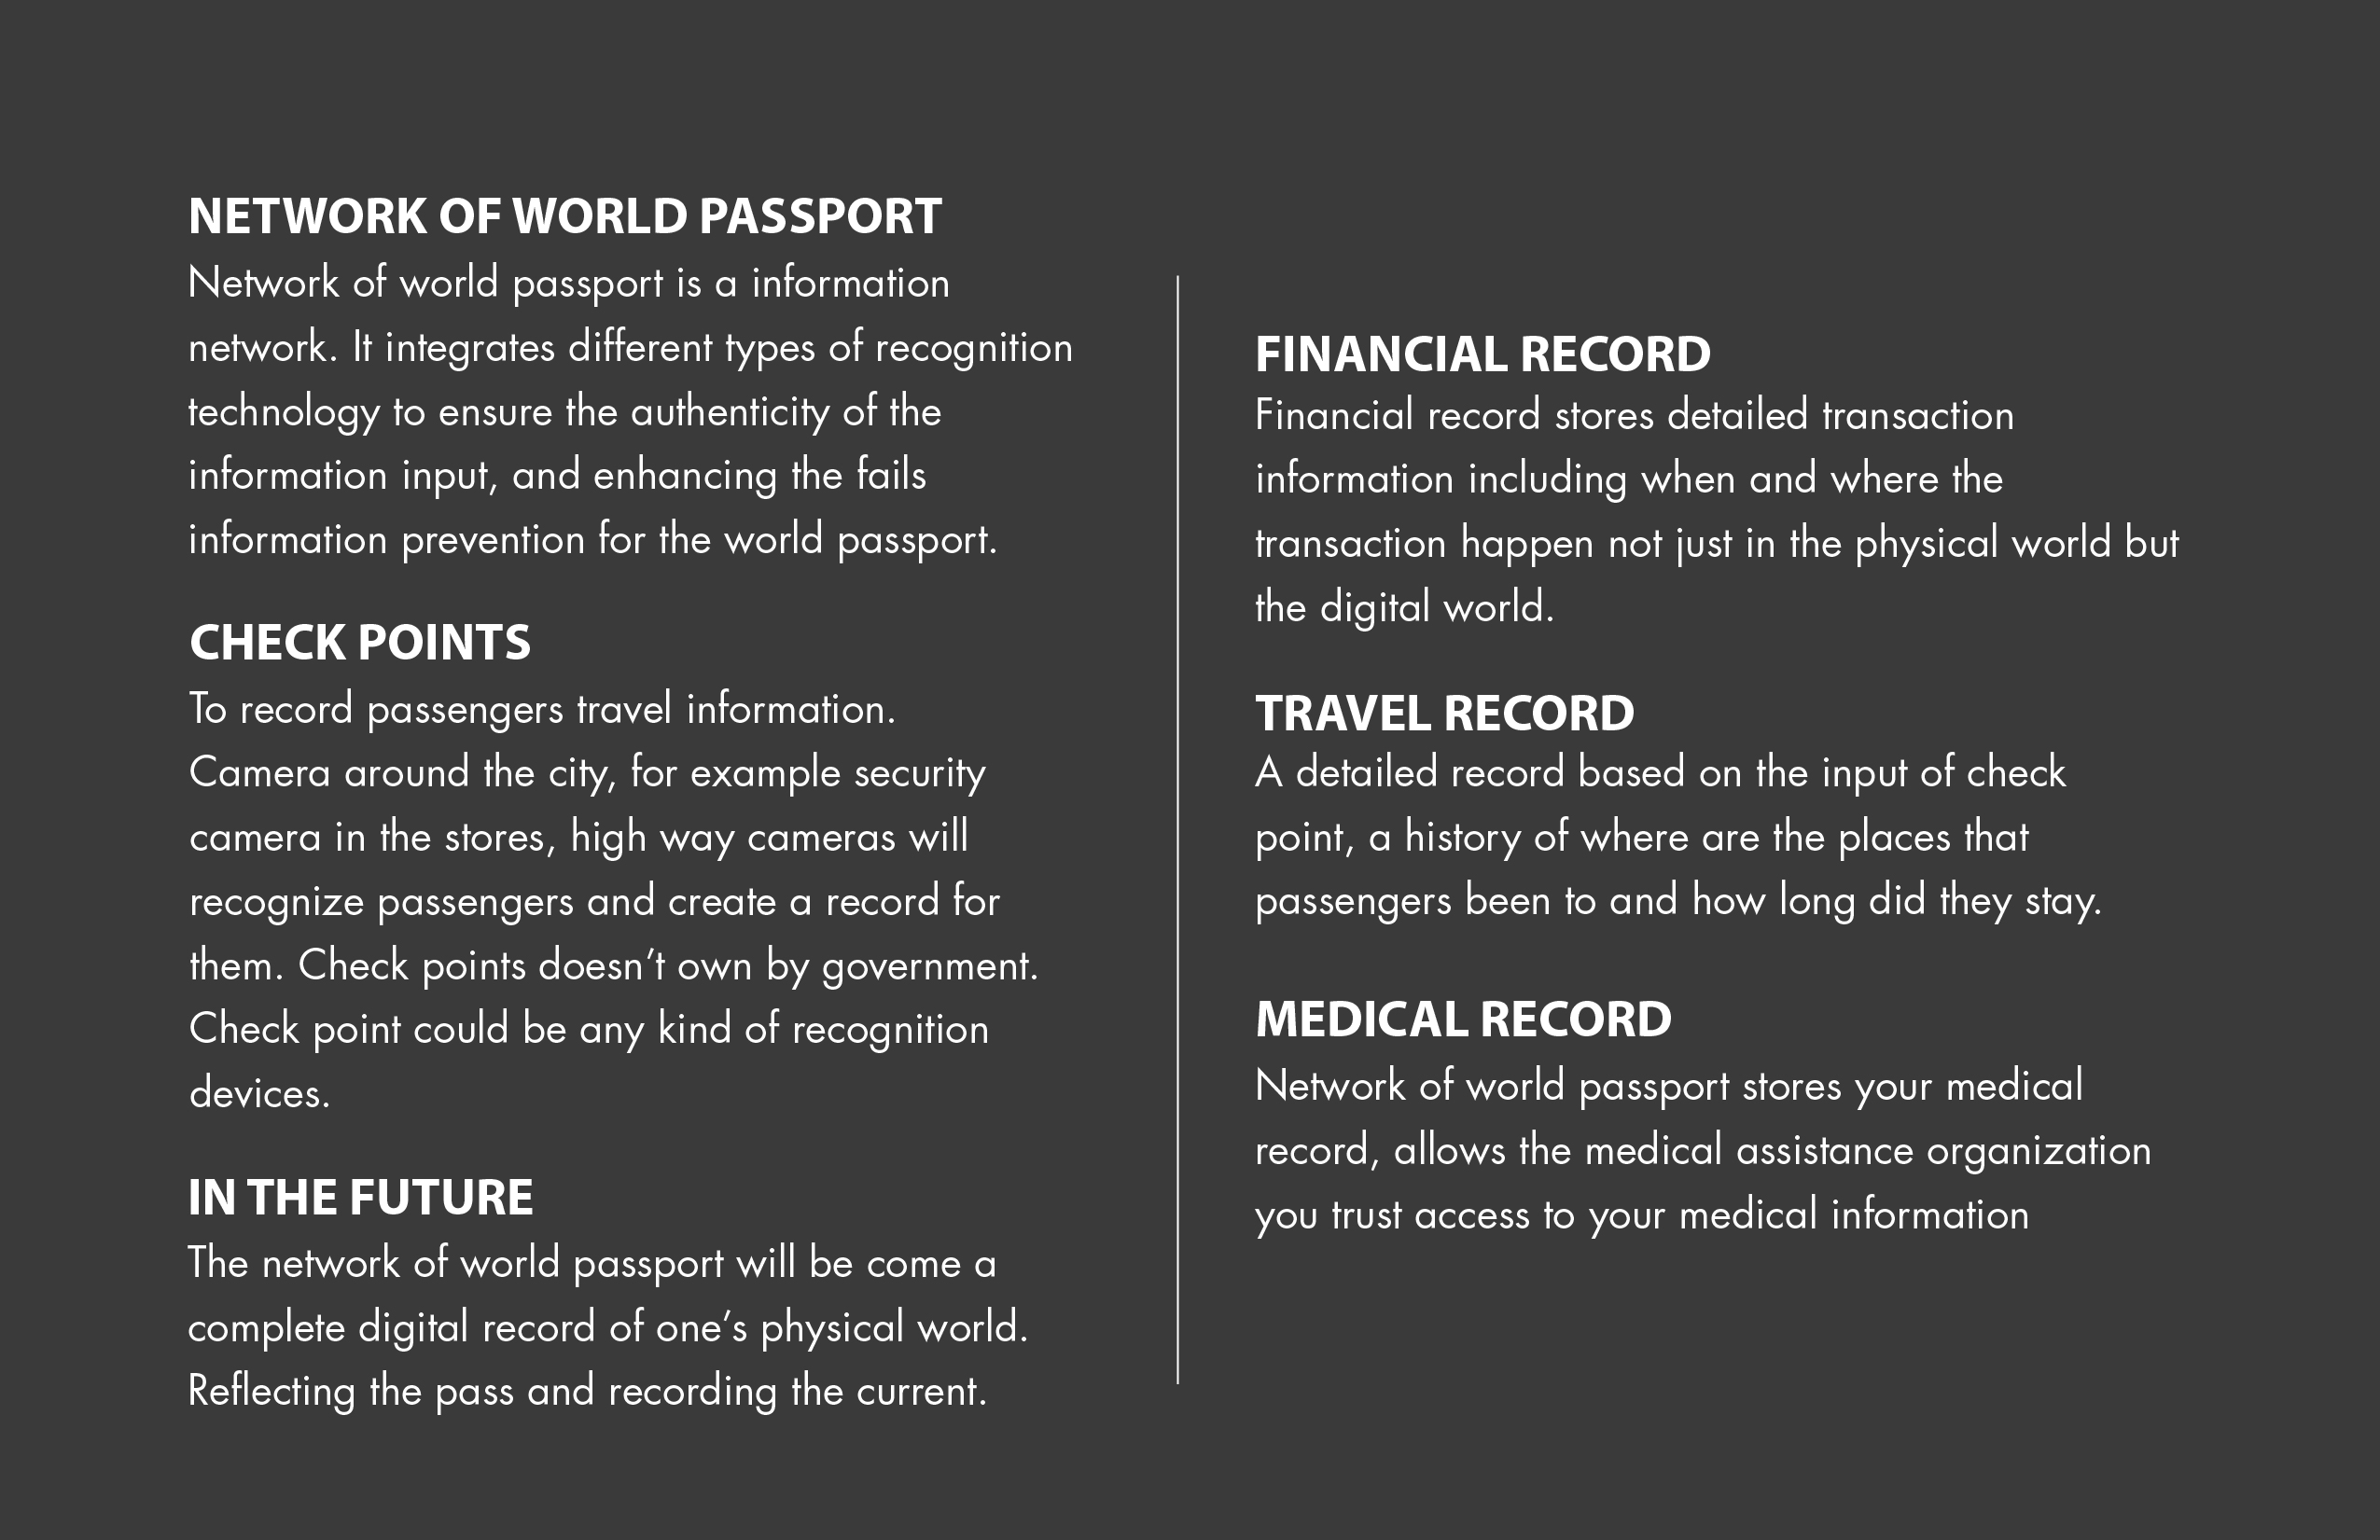 NETWORK OF WORLD PASSPORT
Network of world passport is a information
network. It integrates different types of recognition
technology to ensure the authenticity of the
information input, and enhancing the fails
information prevention for the world passport.
CHECK POINTS
To record passengers travel information.
Camera around the city, for example security
camera in the stores, high way cameras will
recognize passengers and create a record for
them. Check points doesn’t own by government.
Check point could be any kind of recognition
devices.
IN THE FUTURE
The network of world passport will be come a
complete digital record of one’s physical world.
Reflecting the pass and recording the current.
FINANCIAL RECORD
Financial record stores detailed transaction
information including when and where the
transaction happen not just in the physical world but
the digital world.
TRAVEL RECORD
A detailed record based on the input of check
point, a history of where are the places that
passengers been to and how long did they stay.
MEDICAL RECORD
Network of world passport stores your medical
record, allows the medical assistance organization
you trust access to your medical information